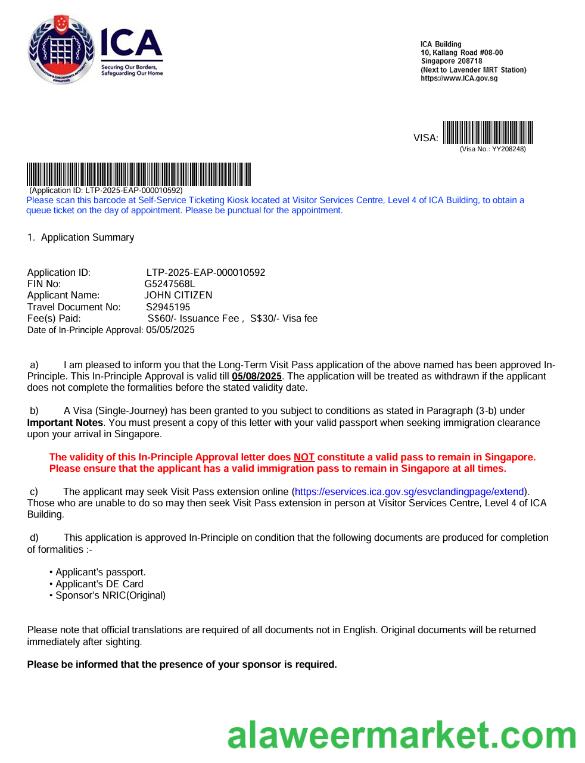 ICA
Securing Our Borders,
Safeguarding Our Home
ICA Building
10, Kallang Road #08-00
Singapore 208718
(Next to Lavender MRT Station)
https://www.ICA.gov.sg
VISA:
(Visa No.: YY208248)
(Application ID: LTP-2025-EAP-000010592)
Please scan this barcode at Self-Service Ticketing Kiosk located at Visitor Services Centre, Level 4 of ICA Building, to obtain a
queue ticket on the day of appointment. Please be punctual for the appointment.
1. Application Summary
Application ID: LTP-2025-EAP-000010592
FIN No: G5247568L
Applicant Name: JOHN CITIZEN
Travel Document No: S2945195
Fee(s) Paid: S$60/- Issuance Fee , S$30/- Visa fee
Date of In-Principle Approval: 05/05/2025
a) I am pleased to inform you that the Long-Term Visit Pass application of the above named has been approved In-
Principle. This In-Principle Approval is valid till 05/08/2025. The application will be treated as withdrawn if the applicant
does not complete the formalities before the stated validity date.
b) A Visa (Single-Journey) has been granted to you subject to conditions as stated in Paragraph (3-b) under
Important Notes. You must present a copy of this letter with your valid passport when seeking immigration clearance
upon your arrival in Singapore.
The validity of this In-Principle Approval letter does NOT constitute a valid pass to remain in Singapore.
Please ensure that the applicant has a valid immigration pass to remain in Singapore at all times.
c) The applicant may seek Visit Pass extension online (https://eservices.ica.gov.sg/esvclandingpage/extend).
Those who are unable to do so may then seek Visit Pass extension in person at Visitor Services Centre, Level 4 of ICA
Building.
d) This application is approved In-Principle on condition that the following documents are produced for completion
of formalities :-
• Applicant's passport.
• Applicant's DE Card
• Sponsor's NRIC(Original)
Please note that official translations are required of all documents not in English. Original documents will be returned
immediately after sighting.
Please be informed that the presence of your sponsor is required.
alaweermarket.com